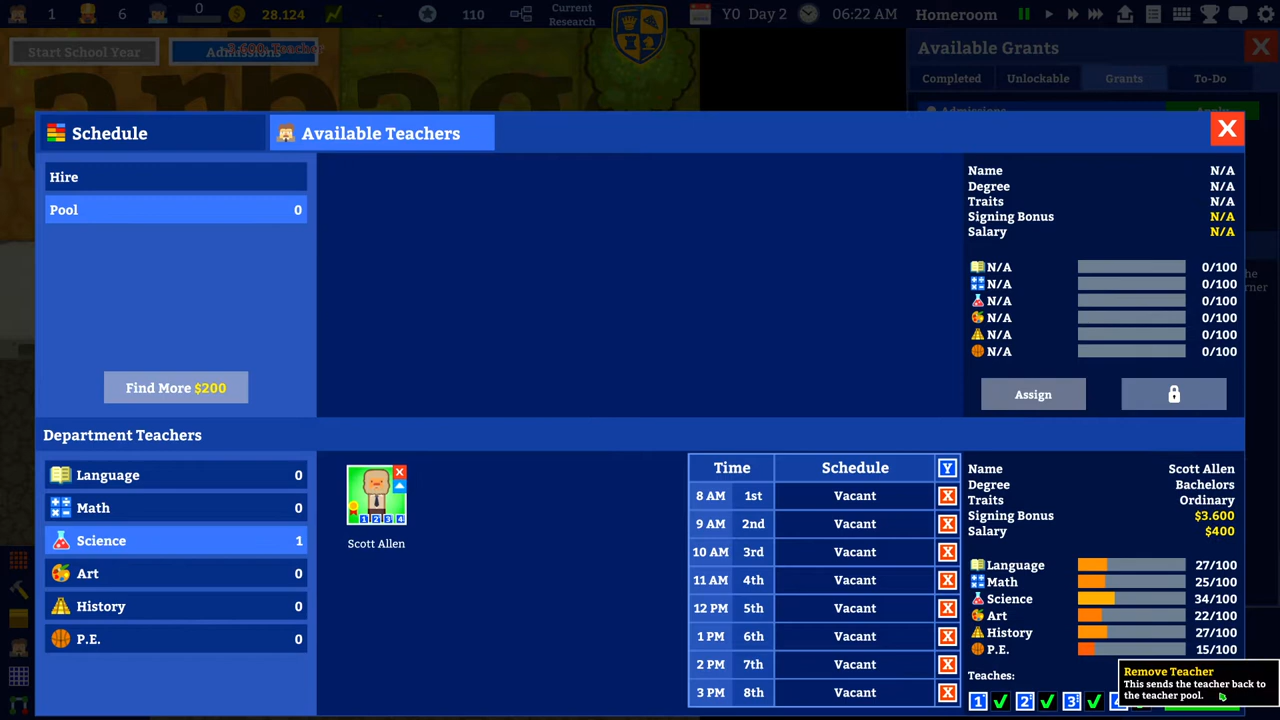 1 6 0 28.124 - 110 Current Research Y0 Day 2 06:22 AM Homeroom
Start School Year Admissions
Available Grants
Completed Unlockable Grants To-Do
Schedule Available Teachers
Hire
Pool 0
Find More $200
Name N/A
Degree N/A
Traits N/A
Signing Bonus N/A
Salary N/A
N/A 0/100
N/A 0/100
N/A 0/100
N/A 0/100
N/A 0/100
N/A 0/100
Assign
Department Teachers
Language 0
Math 0
Science 1
Art 0
History 0
P.E. 0
1 2 3 4
Scott Allen
Time Schedule Y
8 AM 1st Vacant X
9 AM 2nd Vacant X
10 AM 3rd Vacant X
11 AM 4th Vacant X
12 PM 5th Vacant X
1 PM 6th Vacant X
2 PM 7th Vacant X
3 PM 8th Vacant X
Name Scott Allen
Degree Bachelors
Traits Ordinary
Signing Bonus $3.600
Salary $400
Language 27/100
Math 25/100
Science 34/100
Art 22/100
History 27/100
P.E. 15/100
Teaches: 1 2 3
Remove Teacher
This sends the teacher back to
the teacher pool.